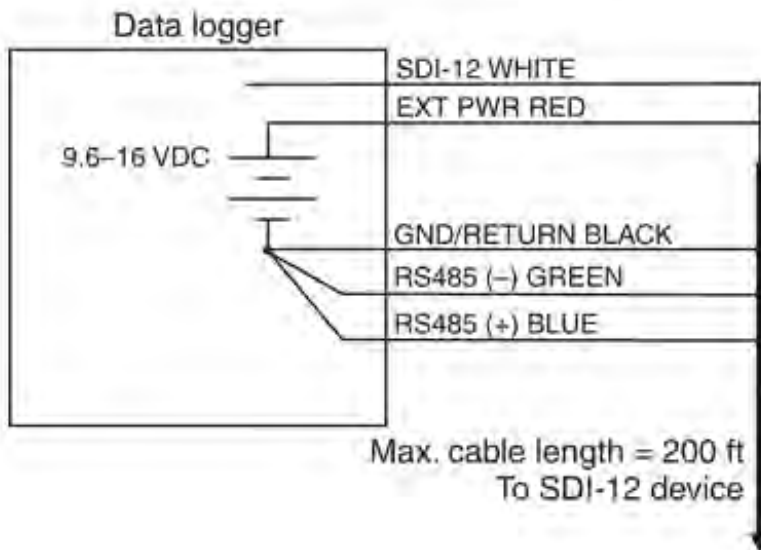 Data logger
SDI-12 WHITE
EXT PWR RED
9.6–16 VDC
GND/RETURN BLACK
RS485 (–) GREEN
RS485 (+) BLUE
Max. cable length = 200 ft
To SDI-12 device